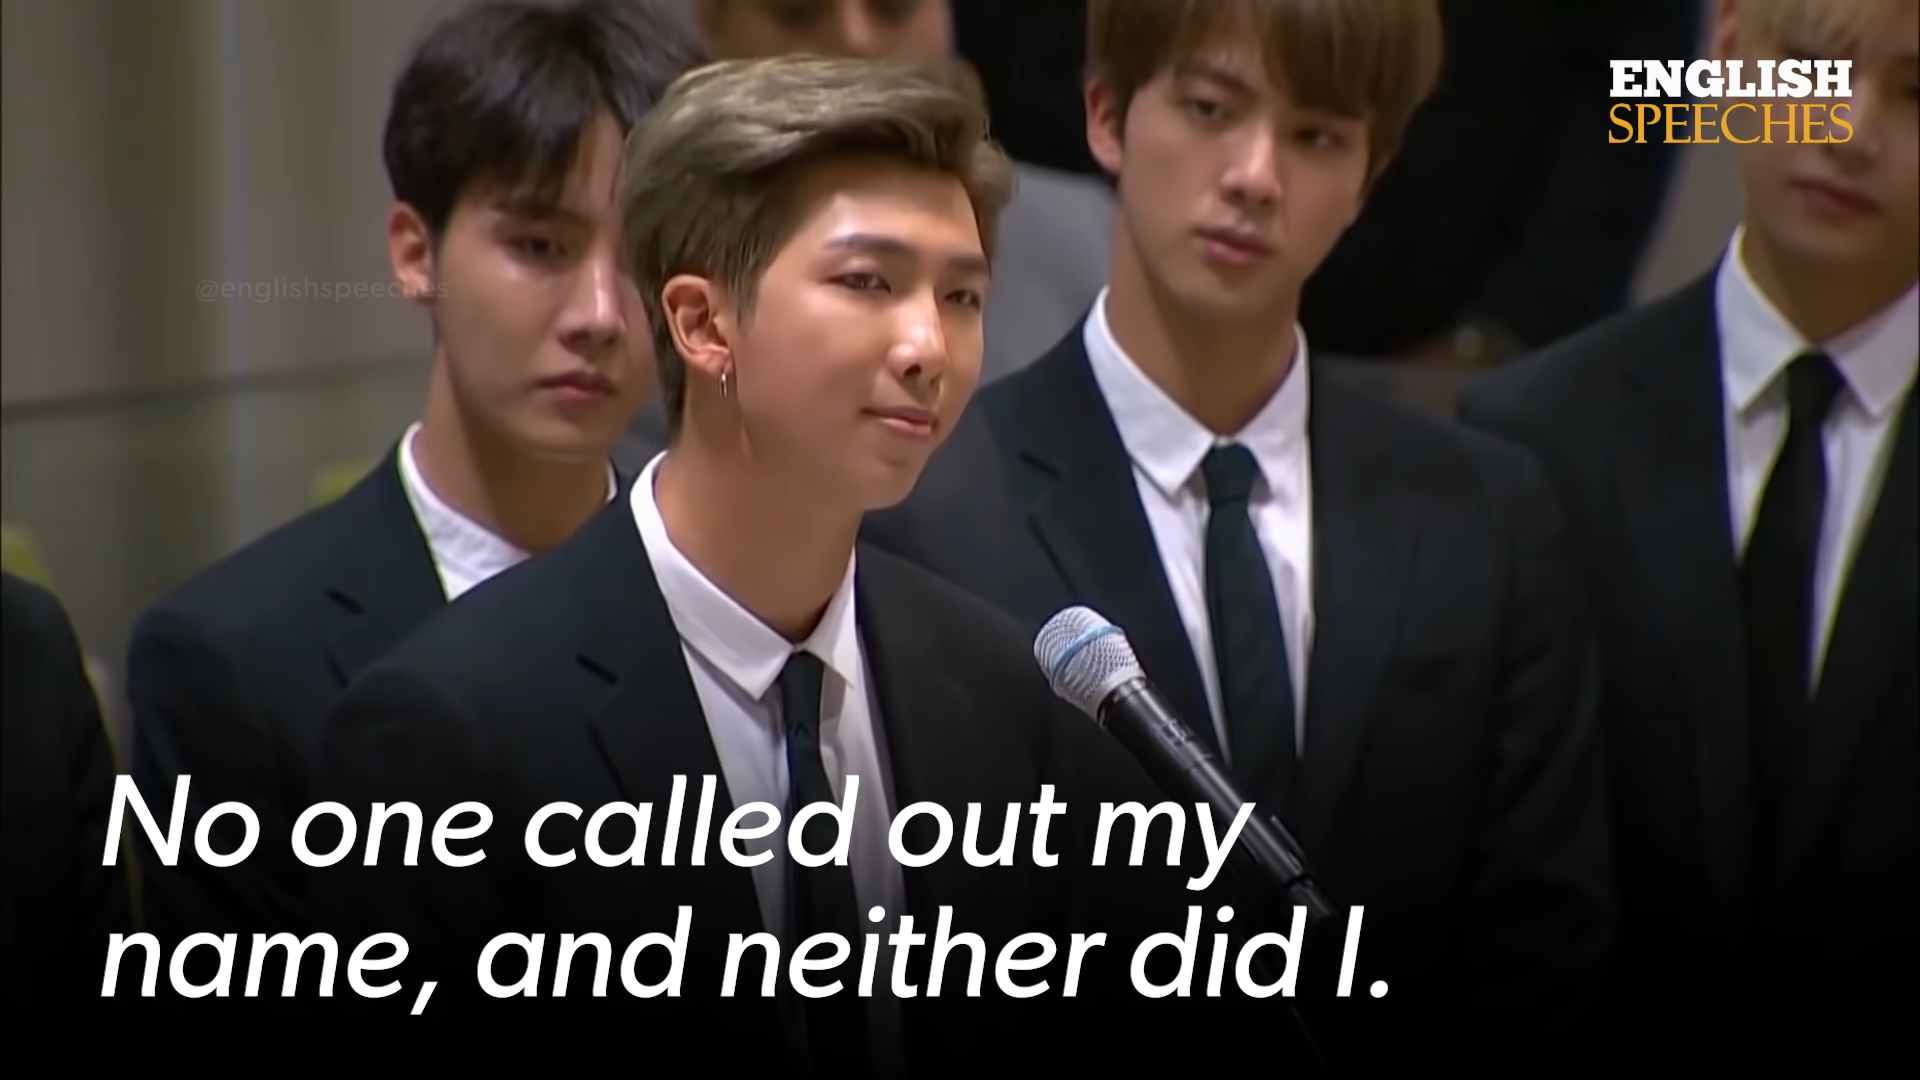 ENGLISH
SPEECHES
@englishspeeches
No one called out my
name, and neither did I.